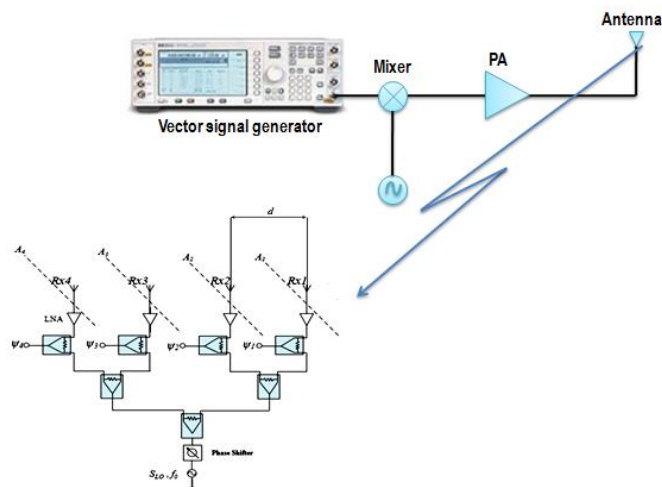 Antenna
Mixer
PA
Vector signal generator
d
A4
A3
A2
A1
Rx4
Rx3
Rx2
Rx1
LNA
Ψ4
Ψ3
Ψ2
Ψ1
Phase Shifter
SLO , f0